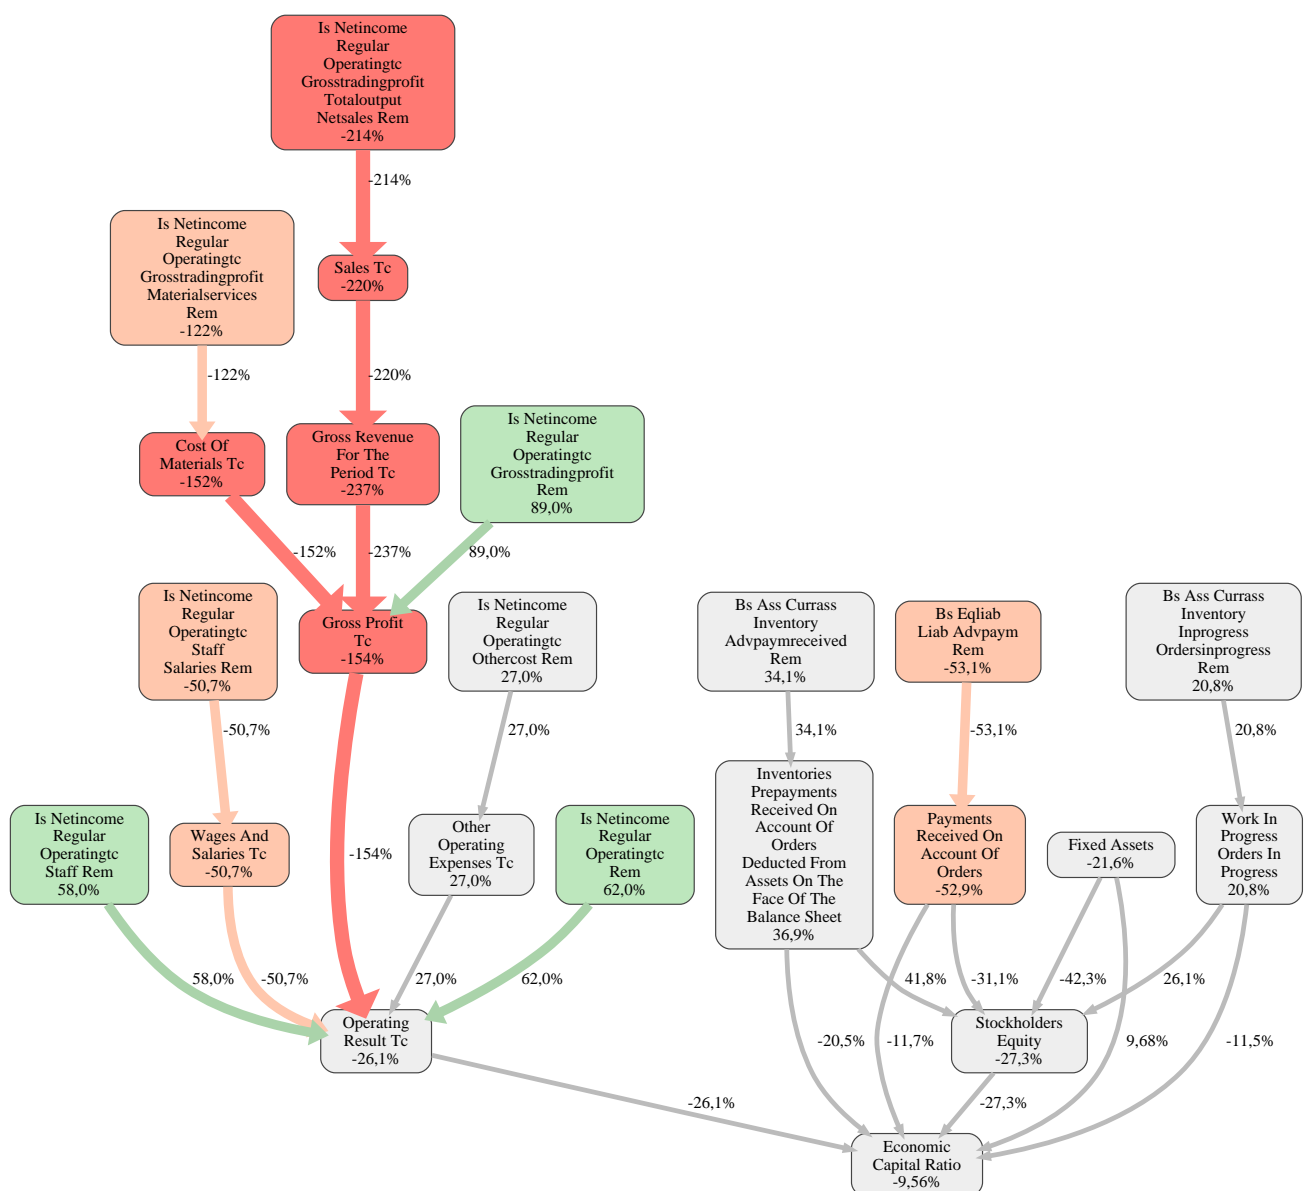 Is Netincome
Regular
Operatingtc
Grosstradingprofit
Totaloutput
Netsales Rem
-214%
-214%
Is Netincome
Regular
Operatingtc
Grosstradingprofit
Materialservices
Rem
-122%
Sales Tc
-220%
-122%
-220%
Cost Of
Materials Tc
-152%
Gross Revenue
For The
Period Tc
-237%
Is Netincome
Regular
Operatingtc
Grosstradingprofit
Rem
89,0%
-152%
-237%
89,0%
Is Netincome
Regular
Operatingtc
Staff
Salaries Rem
-50,7%
Gross Profit
Tc
-154%
Is Netincome
Regular
Operatingtc
Othercost Rem
27,0%
Bs Ass Currass
Inventory
Advpaymreceived
Rem
34,1%
Bs Eqliab
Liab Advpaym
Rem
-53,1%
Bs Ass Currass
Inventory
Inprogress
Ordersinprogress
Rem
20,8%
-50,7%
27,0%
34,1%
-53,1%
20,8%
Is Netincome
Regular
Operatingtc
Staff Rem
58,0%
Wages And
Salaries Tc
-50,7%
-154%
Other
Operating
Expenses Tc
27,0%
Is Netincome
Regular
Operatingtc
Rem
62,0%
Inventories
Prepayments
Received On
Account Of
Orders
Deducted From
Assets On The
Face Of The
Balance Sheet
36,9%
Payments
Received On
Account Of
Orders
-52,9%
Fixed Assets
-21,6%
Work In
Progress
Orders In
Progress
20,8%
58,0%
-50,7%
27,0%
62,0%
41,8%
-31,1%
-42,3%
26,1%
Operating
Result Tc
-26,1%
-20,5%
-11,7%
Stockholders
Equity
-27,3%
9,68%
-11,5%
-26,1%
-27,3%
Economic
Capital Ratio
-9,56%